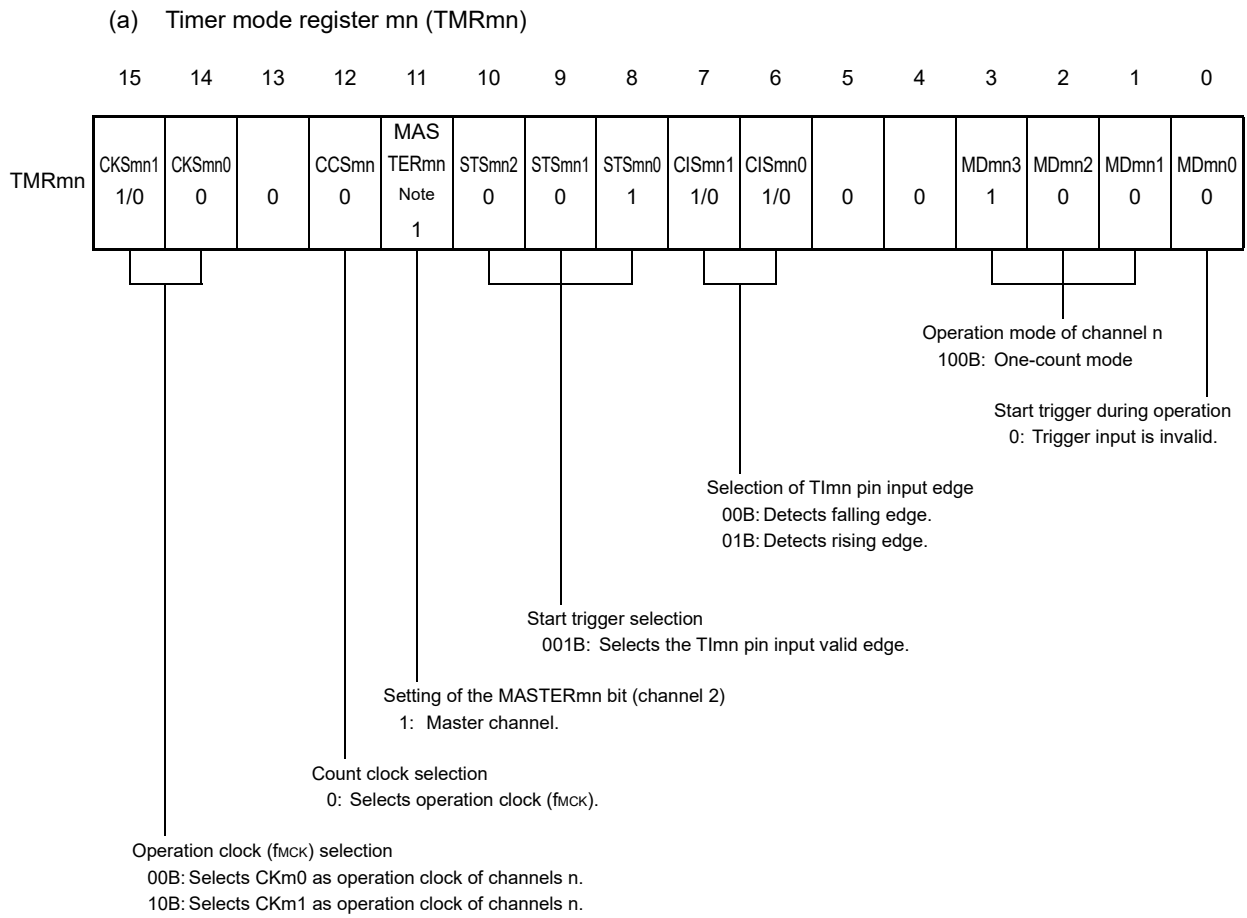 (a) Timer mode register mn (TMRmn)
15 14 13 12 11 10 9 8 7 6 5 4 3 2 1 0
TMRmn
CKSmn1 CKSmn0 CCSmn MAS TERmn Note STSmn2 STSmn1 STSmn0 CISmn1 CISmn0 MDmn3 MDmn2 MDmn1 MDmn0
1/0 0 0 0 1 0 0 1 1/0 1/0 0 0 1 0 0 0
Operation mode of channel n
100B: One-count mode
Start trigger during operation
0: Trigger input is invalid.
Selection of TImn pin input edge
00B: Detects falling edge.
01B: Detects rising edge.
Start trigger selection
001B: Selects the TImn pin input valid edge.
Setting of the MASTERmn bit (channel 2)
1: Master channel.
Count clock selection
0: Selects operation clock (fMCK).
Operation clock (fMCK) selection
00B: Selects CKm0 as operation clock of channels n.
10B: Selects CKm1 as operation clock of channels n.